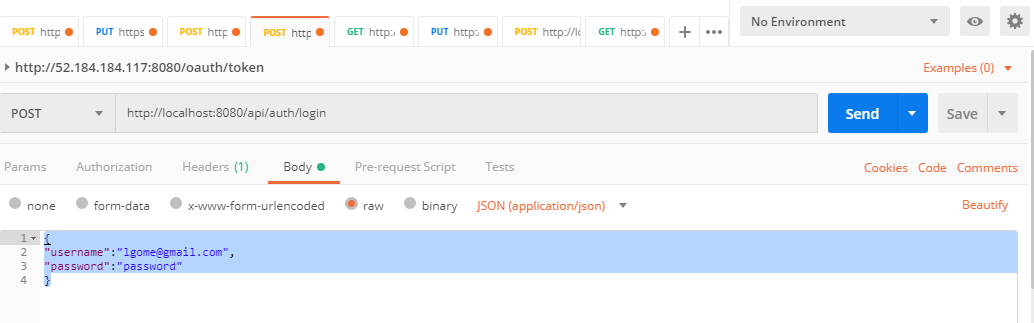 POST http PUT https POST http POST http GET http:/ PUT http:/ POST http://lo GET http:/ + ••• No Environment
http://52.184.184.117:8080/oauth/token Examples (0)
POST http://localhost:8080/api/auth/login Send Save
Params Authorization Headers (1) Body Pre-request Script Tests Cookies Code Comments
none form-data x-www-form-urlencoded raw binary JSON (application/json) Beautify
1 {
2 "username":"lgome@gmail.com",
3 "password":"password"
4 }